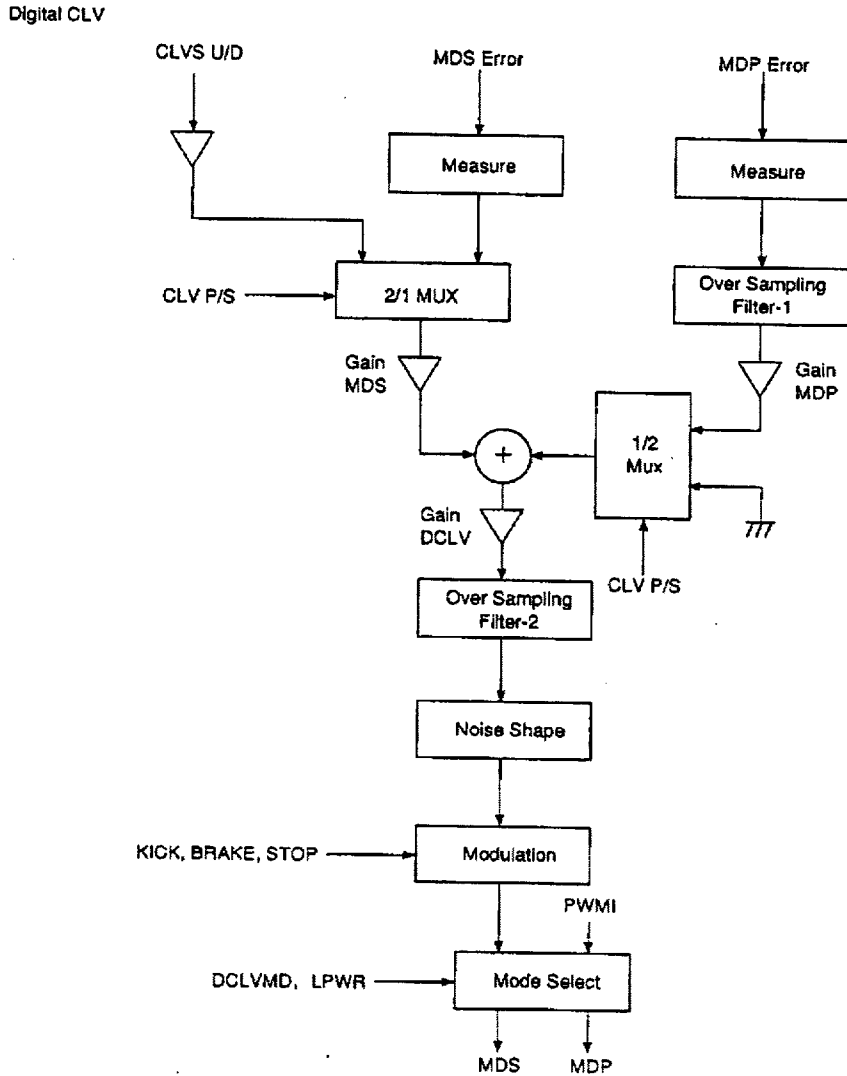 Digital CLV
CLVS U/D
MDS Error
MDP Error
Measure
Measure
CLV P/S
2/1 MUX
Over Sampling
Filter-1
Gain
MDS
Gain
MDP
+
1/2
Mux
Gain
DCLV
CLV P/S
Over Sampling
Filter-2
Noise Shape
KICK, BRAKE, STOP
Modulation
PWMI
DCLVMD, LPWR
Mode Select
MDS
MDP